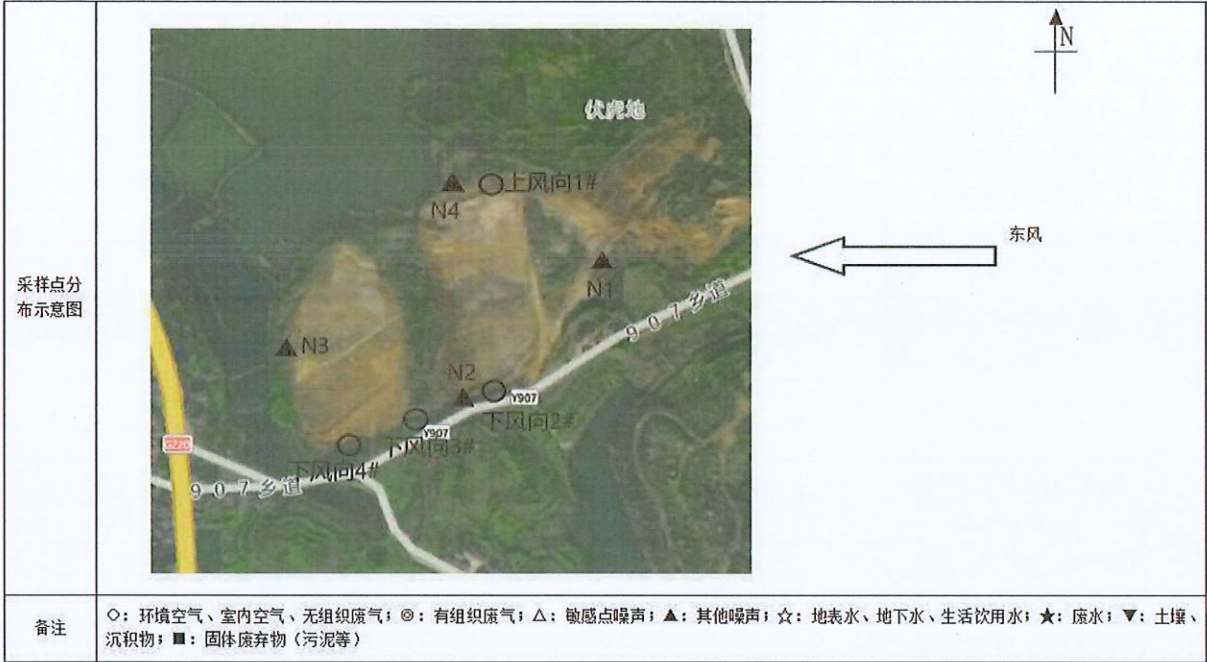 N
伏虎地
上风向1#
N4
东风
采样点分
布示意图
N1
907乡道
N3
N2
Y907
下风向2#
Y907
下风向3#
G220
下风向4#
907乡道
备注
○：环境空气、室内空气、无组织废气；◎：有组织废气；△：敏感点噪声；▲：其他噪声；☆：地表水、地下水、生活饮用水；★：废水；▼：土壤、
沉积物；■：固体废弃物（污泥等）